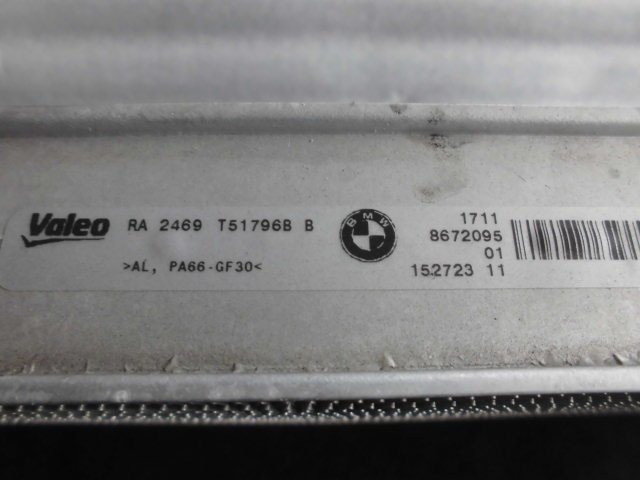 Valeo RA 2469 T51796B B
>AL, PA66-GF30<
BMW
1711
8672095
01
152723 11